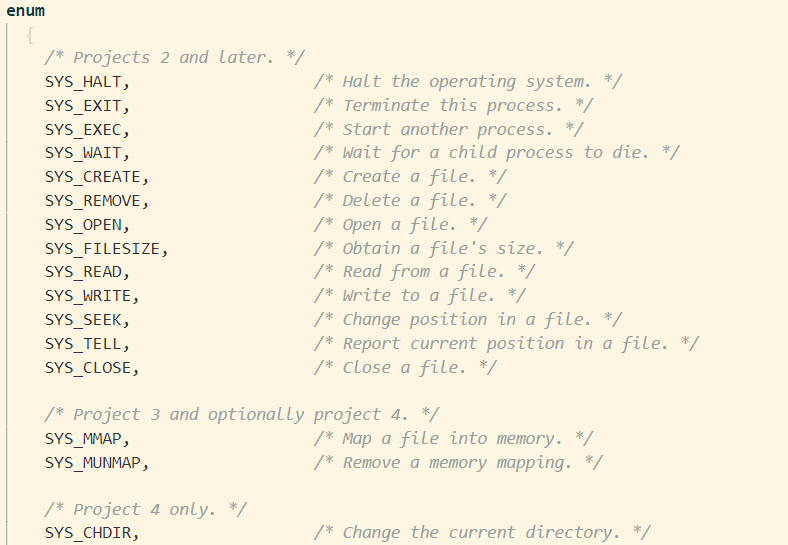 enum
{
/* Projects 2 and later. */
SYS_HALT, /* Halt the operating system. */
SYS_EXIT, /* Terminate this process. */
SYS_EXEC, /* Start another process. */
SYS_WAIT, /* Wait for a child process to die. */
SYS_CREATE, /* Create a file. */
SYS_REMOVE, /* Delete a file. */
SYS_OPEN, /* Open a file. */
SYS_FILESIZE, /* Obtain a file's size. */
SYS_READ, /* Read from a file. */
SYS_WRITE, /* Write to a file. */
SYS_SEEK, /* Change position in a file. */
SYS_TELL, /* Report current position in a file. */
SYS_CLOSE, /* Close a file. */
/* Project 3 and optionally project 4. */
SYS_MMAP, /* Map a file into memory. */
SYS_MUNMAP, /* Remove a memory mapping. */
/* Project 4 only. */
SYS_CHDIR, /* Change the current directory. */